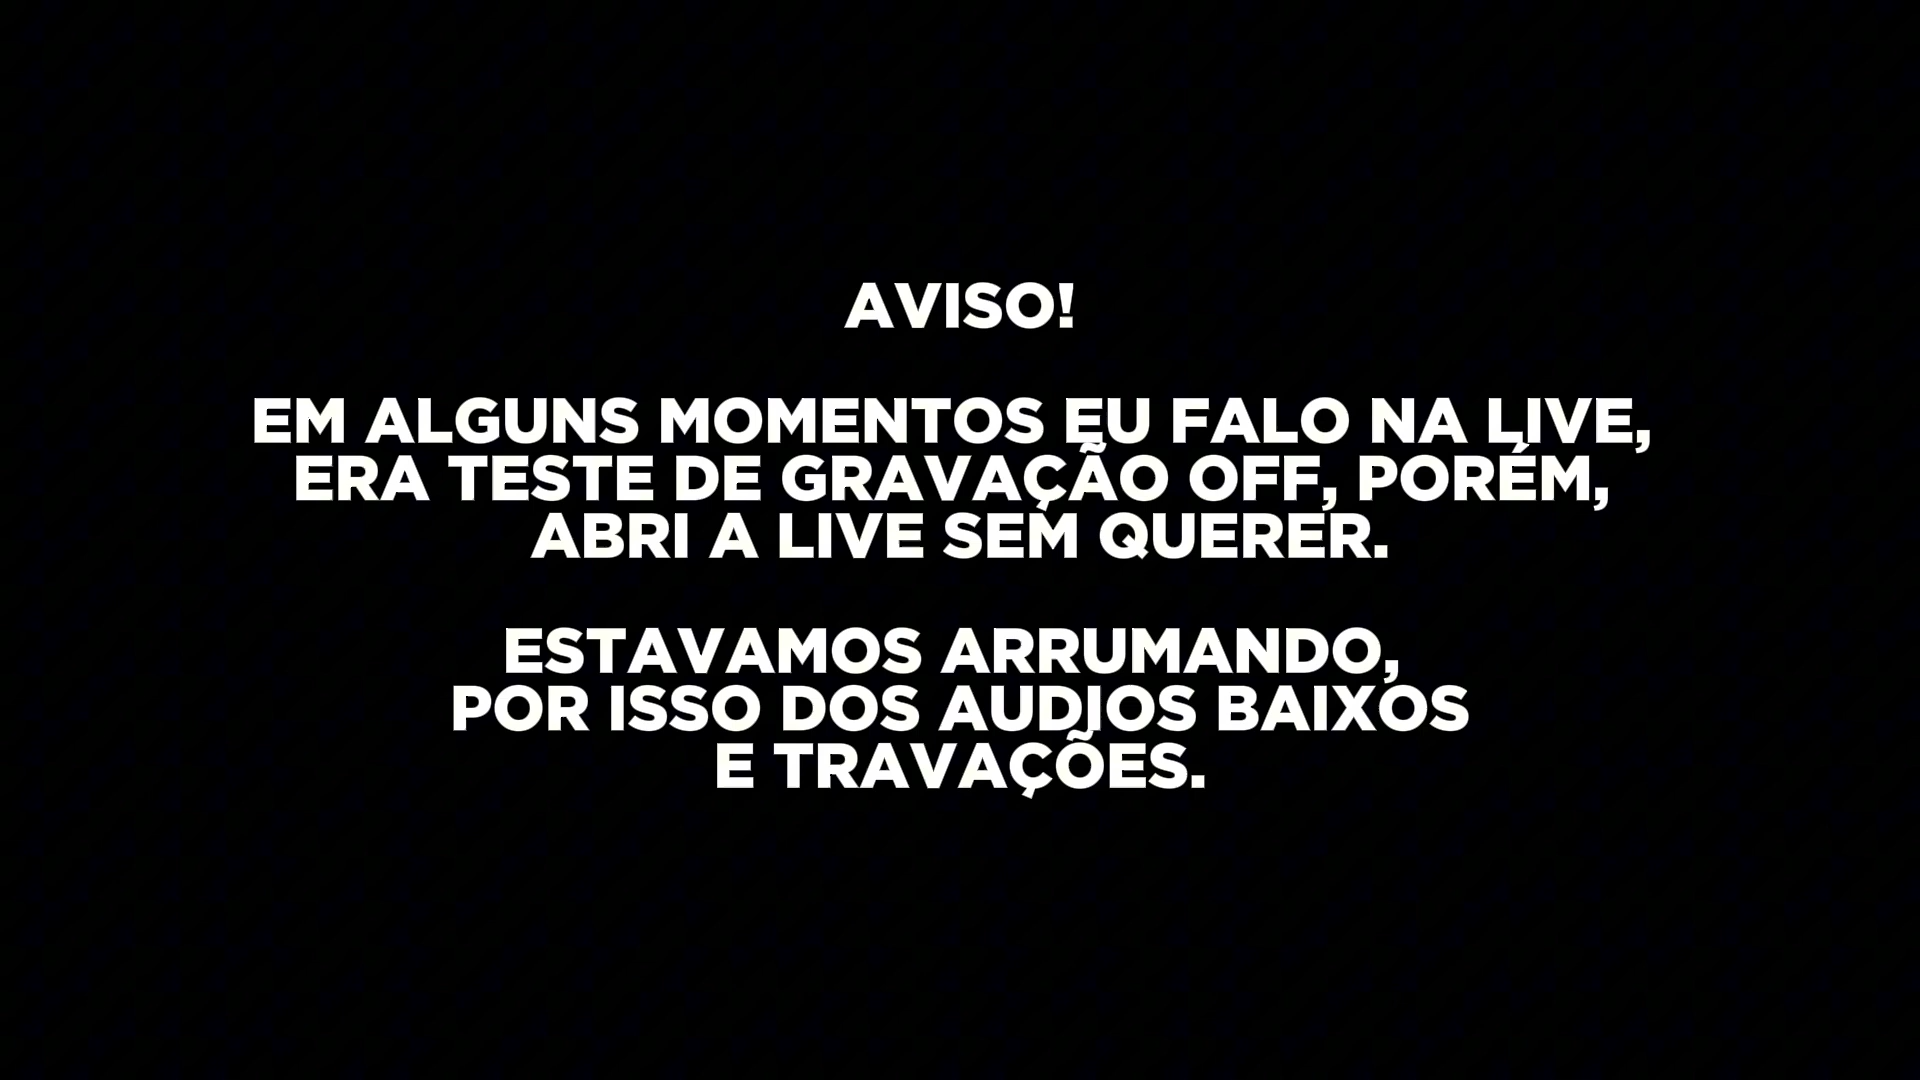 AVISO!
EM ALGUNS MOMENTOS EU FALO NA LIVE,
ERA TESTE DE GRAVAÇÃO OFF, PORÉM,
ABRI A LIVE SEM QUERER.
ESTAVAMOS ARRUMANDO,
POR ISSO DOS AUDIOS BAIXOS
E TRAVAÇÕES.